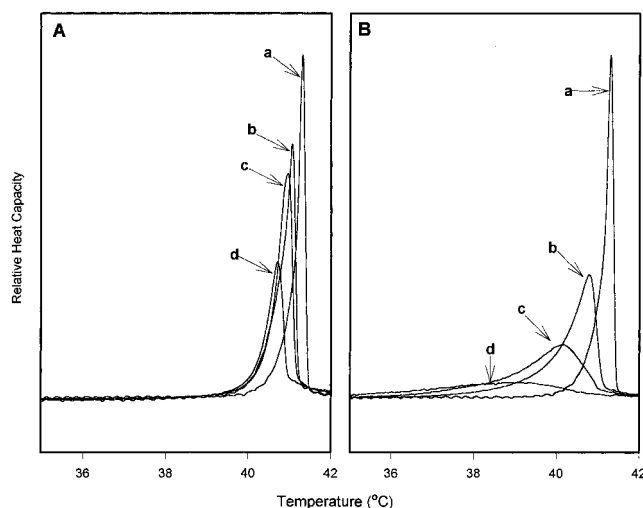 A B
a a
b
c
d
b
c
d
Relative Heat Capacity
36 38 40 42 36 38 40 42
Temperature (°C)